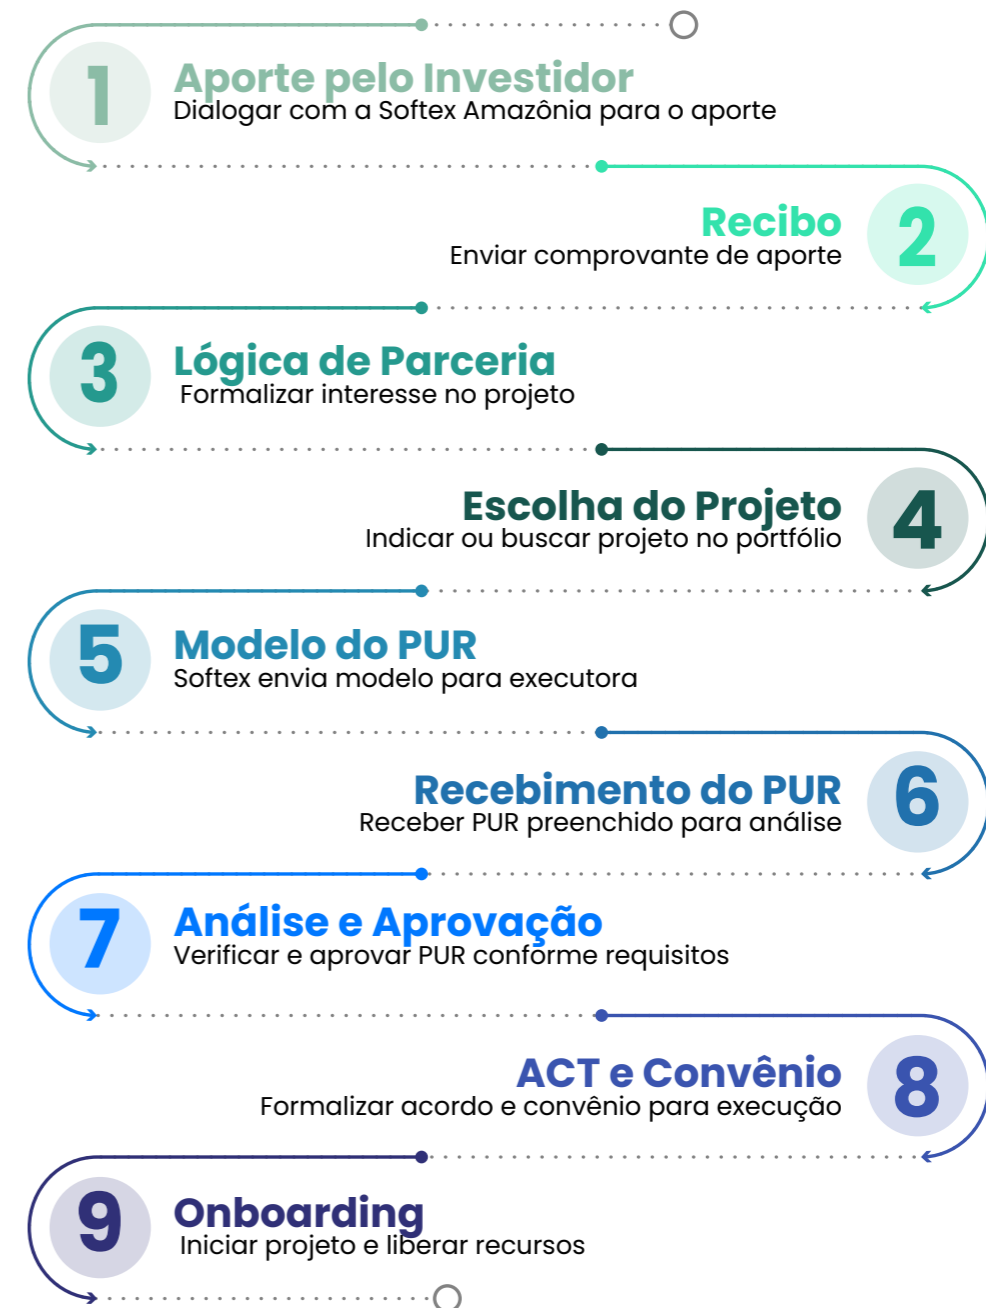 1
Aporte pelo Investidor
Dialogar com a Softex Amazônia para o aporte
Recibo
2
Enviar comprovante de aporte
3
Lógica de Parceria
Formalizar interesse no projeto
Escolha do Projeto
4
Indicar ou buscar projeto no portfólio
5
Modelo do PUR
Softex envia modelo para executora
Recebimento do PUR
6
Receber PUR preenchido para análise
7
Análise e Aprovação
Verificar e aprovar PUR conforme requisitos
ACT e Convênio
8
Formalizar acordo e convênio para execução
9
Onboarding
Iniciar projeto e liberar recursos